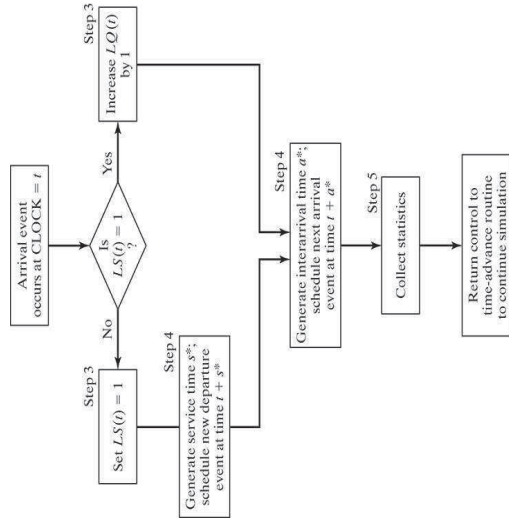 Arrival event
occurs at CLOCK = t
Is
LS(t) = 1
?
No
Yes
Step 3
Set LS(t) = 1
Step 3
Increase LQ(t)
by 1
Step 4
Generate service time s*;
schedule new departure
event at time t + s*
Step 4
Generate interarrival time a*;
schedule next arrival
event at time t + a*
Step 5
Collect statistics
Return control to
time-advance routine
to continue simulation